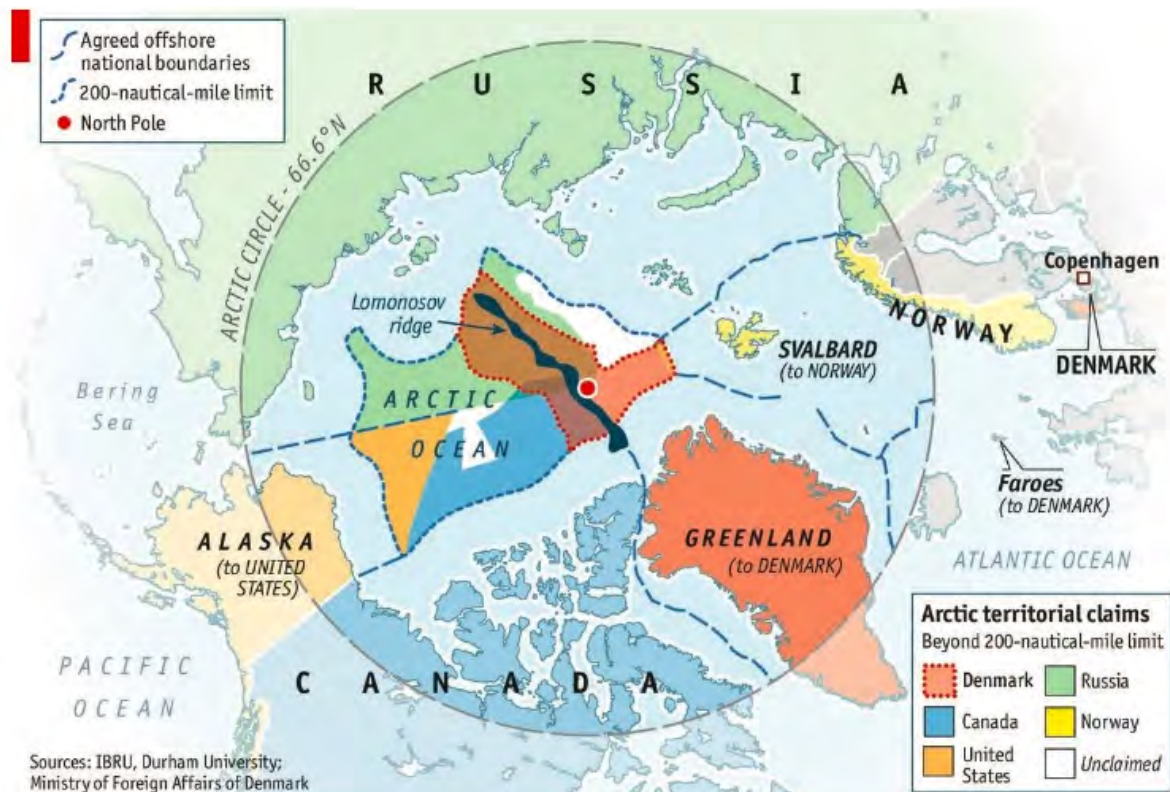 Agreed offshore
national boundaries
200-nautical-mile limit
North Pole
RUSSIA
ARCTIC CIRCLE - 66.6°N
Copenhagen
Lomonosov
ridge
NORWAY
SVALBARD
(to NORWAY)
DENMARK
Bering
Sea
ARCTIC
OCEAN
Faroes
(to DENMARK)
ALASKA
(to UNITED
STATES)
GREENLAND
(to DENMARK)
ATLANTIC OCEAN
PACIFIC
OCEAN
CANADA
Arctic territorial claims
Beyond 200-nautical-mile limit
Denmark
Russia
Canada
Norway
United
States
Unclaimed
Sources: IBRU, Durham University;
Ministry of Foreign Affairs of Denmark